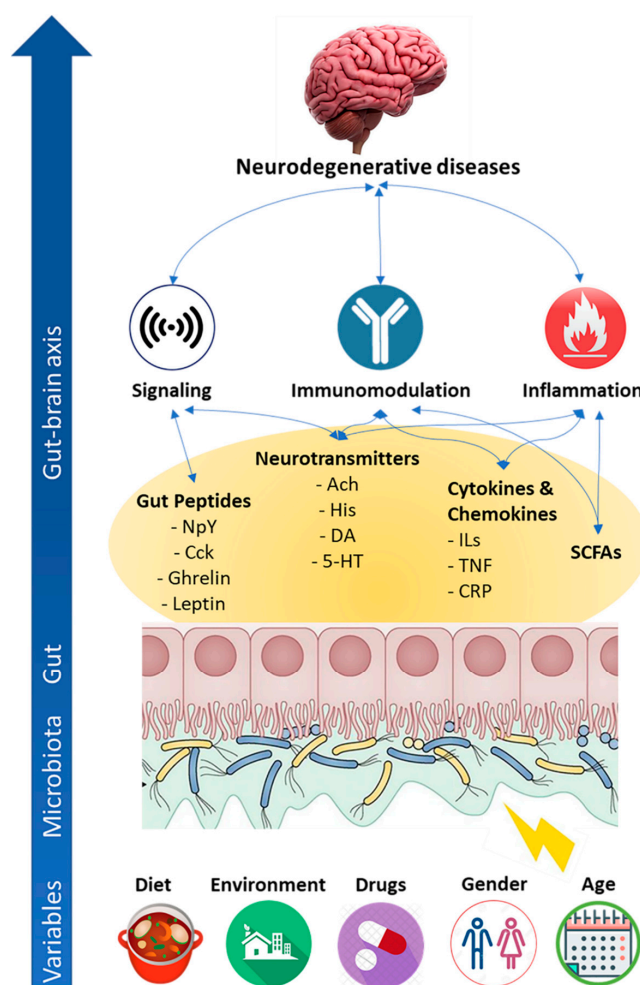 Neurodegenerative diseases
Signaling
Immunomodulation
Inflammation
Neurotransmitters
- Ach
- His
- DA
- 5-HT
Gut Peptides
- NpY
- Cck
- Ghrelin
- Leptin
Cytokines &
Chemokines
- ILs
- TNF
- CRP
SCFAs
Gut-brain axis
Gut
Microbiota
Variables
Diet
Environment
Drugs
Gender
Age